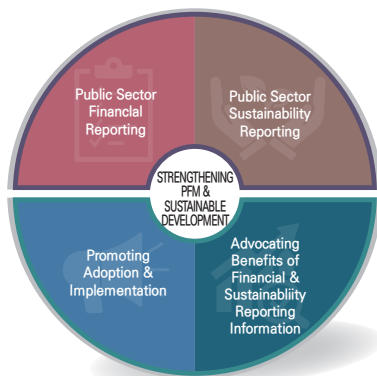 Public Sector
Financial
Reporting
Public Sector
Sustainability
Reporting
STRENGTHENING
PFM &
SUSTAINABLE
DEVELOPMENT
Promoting
Adoption &
Implementation
Advocating
Benefits of
Financial &
Sustainabliity
Reporting
Information